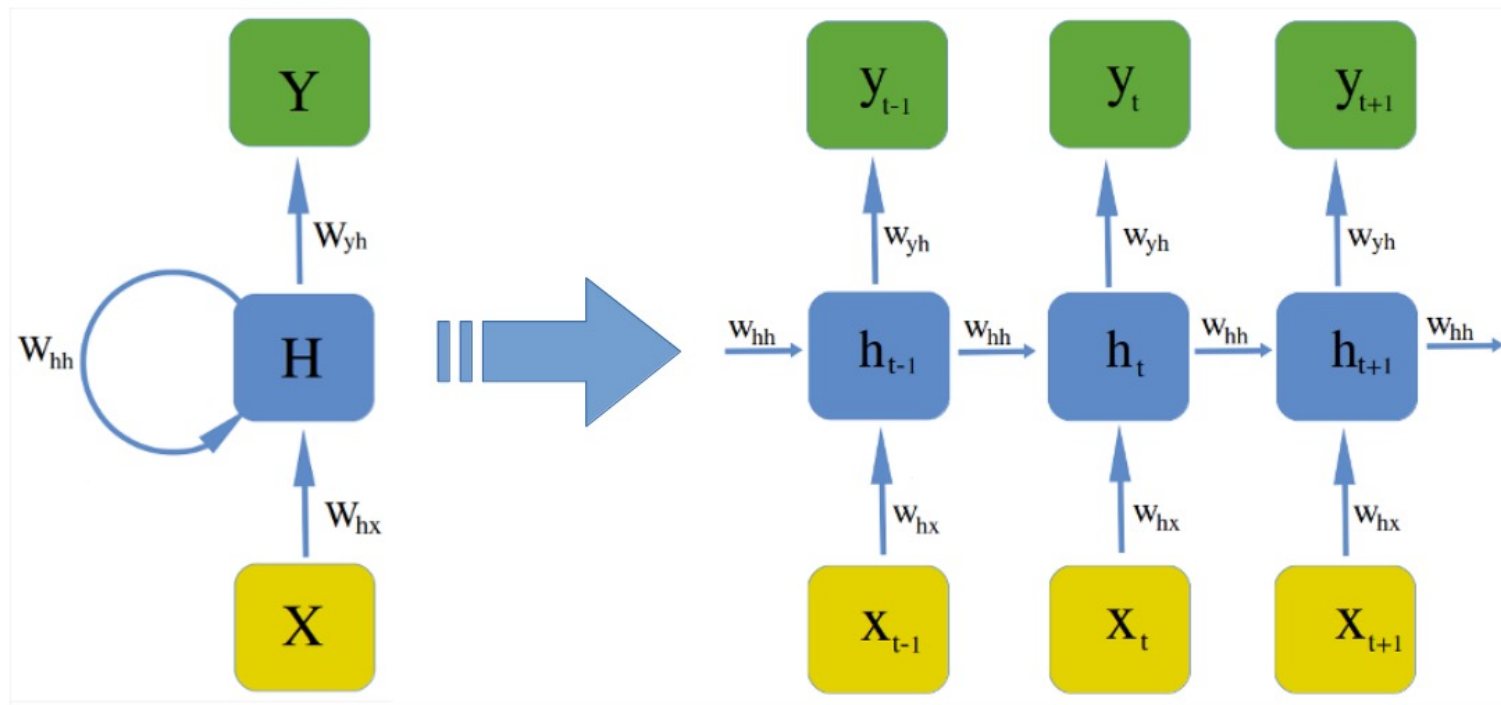 Y
W_yh
W_hh
H
W_hx
X
y_t-1 y_t y_t+1
w_yh w_yh w_yh
w_hh h_t-1 w_hh h_t w_hh h_t+1 w_hh
w_hx w_hx w_hx
x_t-1 x_t x_t+1